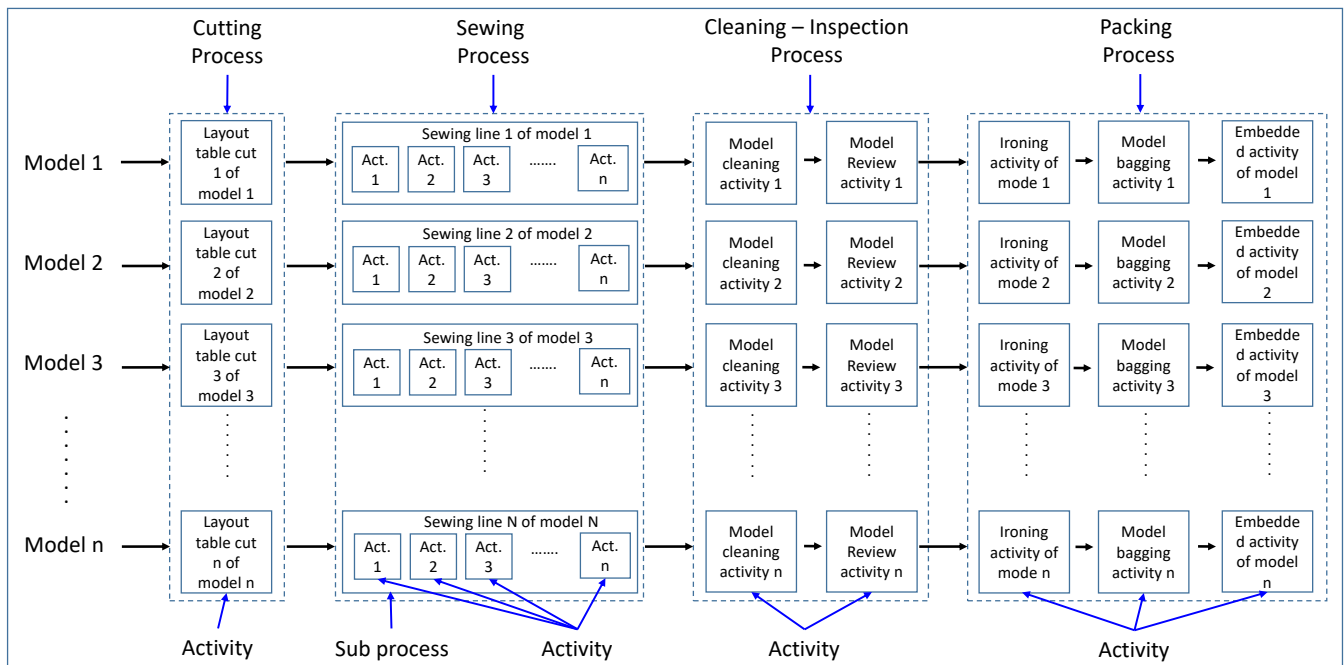 Cutting
Process
Sewing
Process
Cleaning – Inspection
Process
Packing
Process
Model 1
Layout
table cut
1 of
model 1
Sewing line 1 of model 1
Act.
1
Act.
2
Act.
3
.......
Act.
n
Model
cleaning
activity 1
Model
Review
activity 1
Ironing
activity of
mode 1
Model
bagging
activity 1
Embedde
d activity
of model
1
Model 2
Layout
table cut
2 of
model 2
Sewing line 2 of model 2
Act.
1
Act.
2
Act.
3
.......
Act.
n
Model
cleaning
activity 2
Model
Review
activity 2
Ironing
activity of
mode 2
Model
bagging
activity 2
Embedde
d activity
of model
2
Model 3
Layout
table cut
3 of
model 3
Sewing line 3 of model 3
Act.
1
Act.
2
Act.
3
.......
Act.
n
Model
cleaning
activity 3
Model
Review
activity 3
Ironing
activity of
mode 3
Model
bagging
activity 3
Embedde
d activity
of model
3
Model n
Layout
table cut
n of
model n
Sewing line N of model N
Act.
1
Act.
2
Act.
3
.......
Act.
n
Model
cleaning
activity n
Model
Review
activity n
Ironing
activity of
mode n
Model
bagging
activity n
Embedde
d activity
of model
n
Activity
Sub process
Activity
Activity
Activity